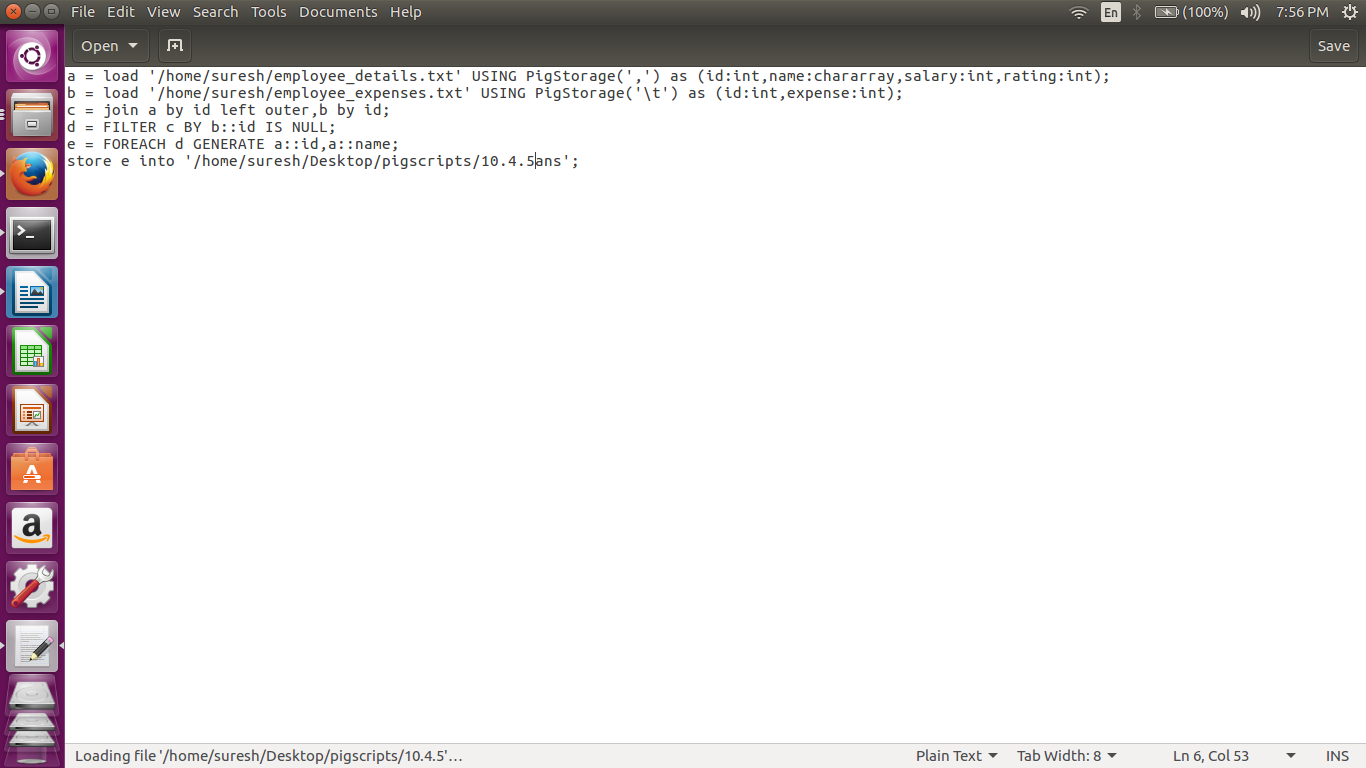 File Edit View Search Tools Documents Help En (100%) 7:56 PM
Open Save
a = load '/home/suresh/employee_details.txt' USING PigStorage(',') as (id:int,name:chararray,salary:int,rating:int);
b = load '/home/suresh/employee_expenses.txt' USING PigStorage('\t') as (id:int,expense:int);
c = join a by id left outer,b by id;
d = FILTER c BY b::id IS NULL;
e = FOREACH d GENERATE a::id,a::name;
store e into '/home/suresh/Desktop/pigscripts/10.4.5ans';
Loading file '/home/suresh/Desktop/pigscripts/10.4.5'… Plain Text Tab Width: 8 Ln 6, Col 53 INS